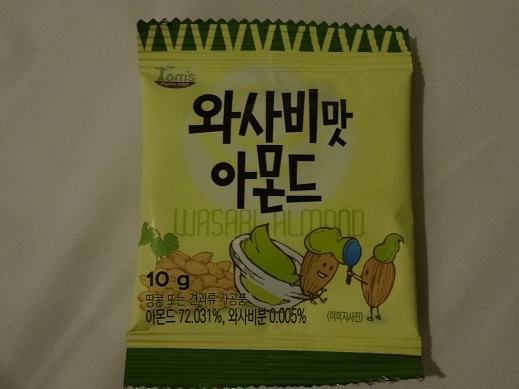 Tom's
와사비맛
아몬드
WASABI ALMOND
10 g
땅콩 또는 견과류 가공품
아몬드 72.031%, 와사비분 0.005%
(이미지사진)